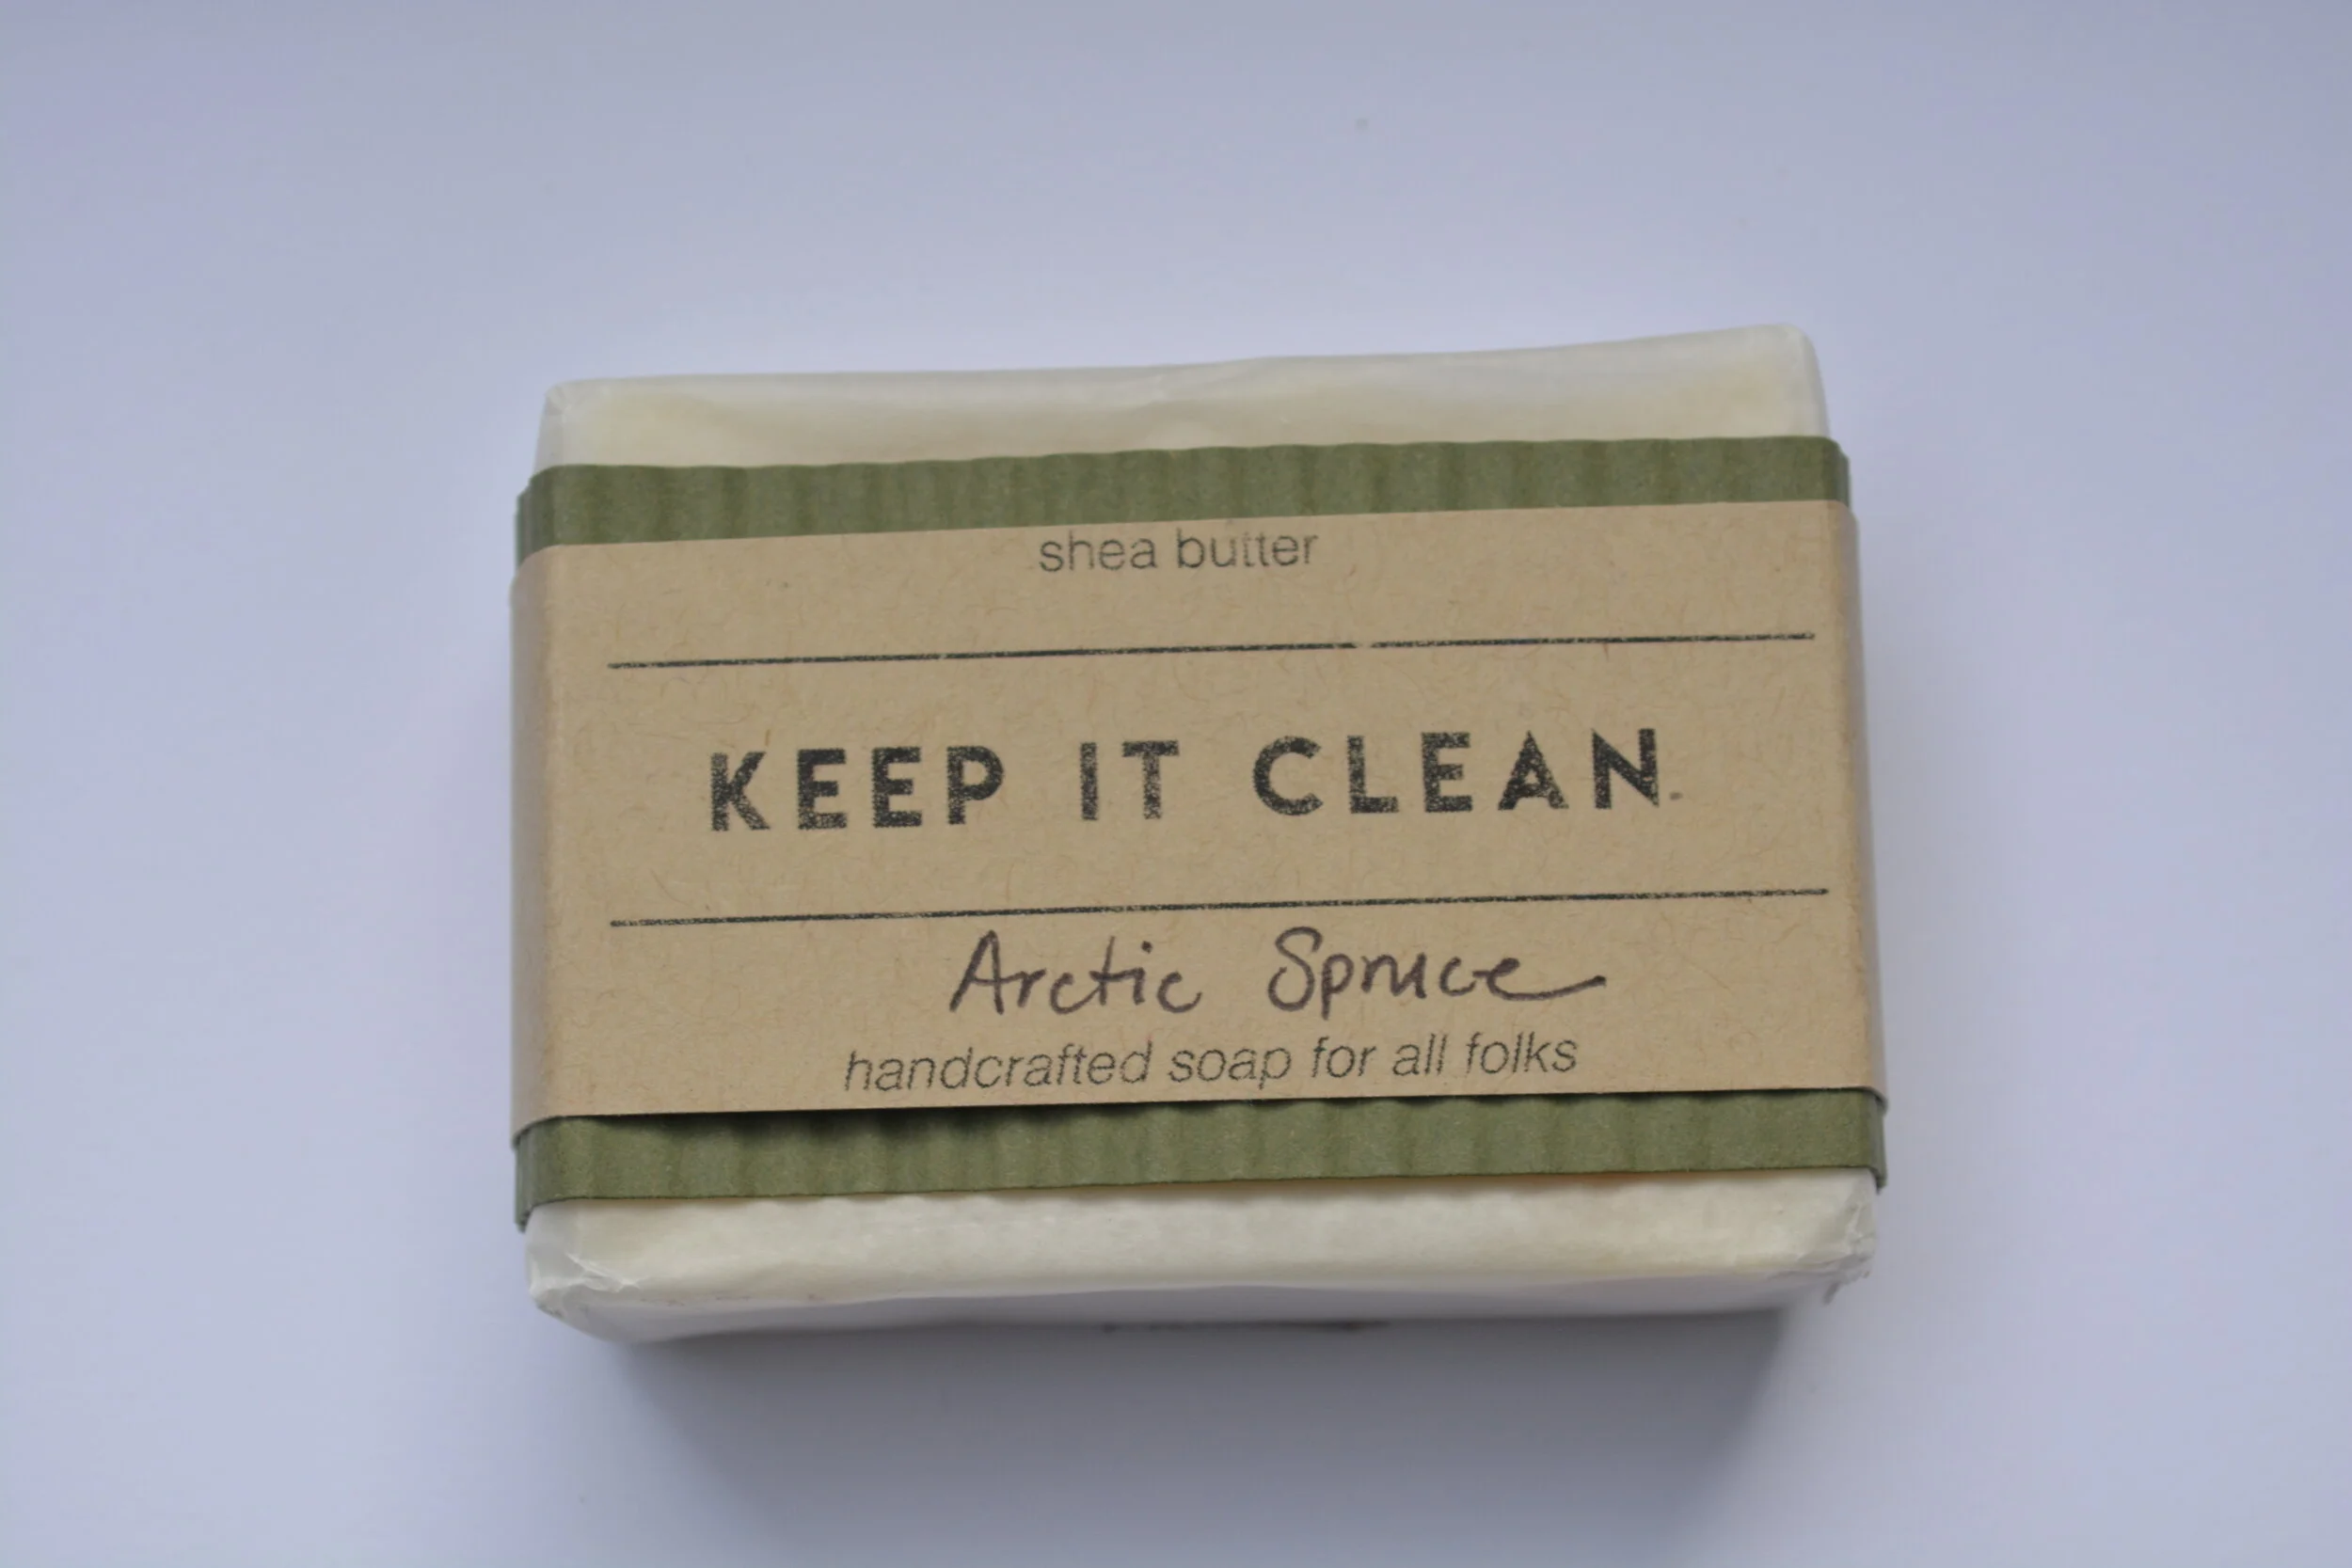 shea butter
KEEP IT CLEAN
Arctic Spruce
handcrafted soap for all folks